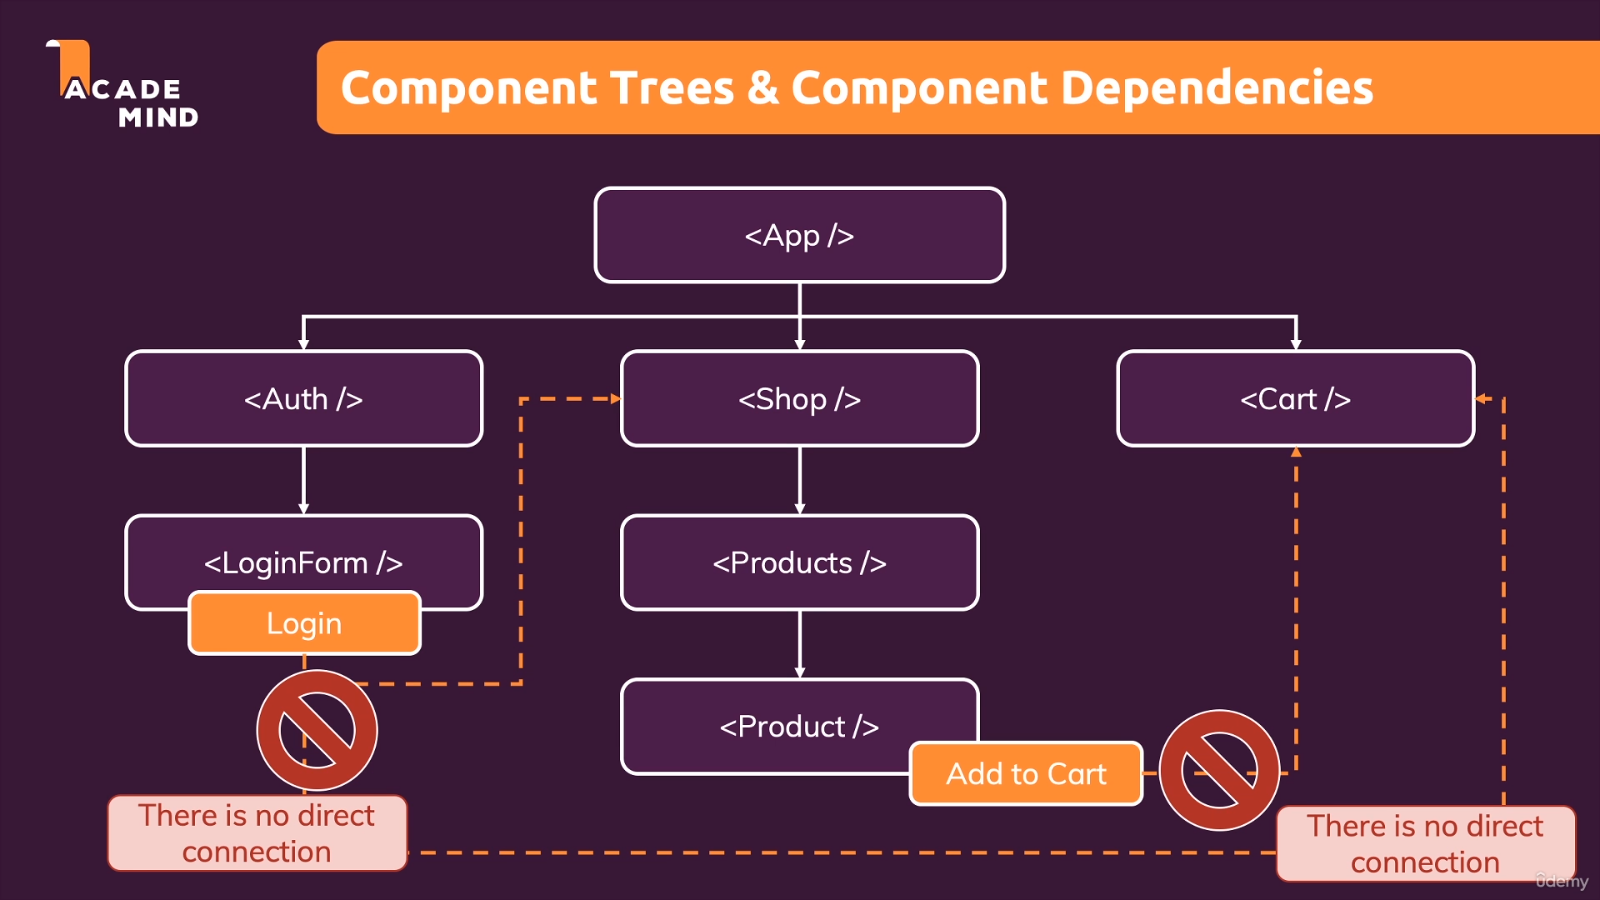 ACADE
MIND
Component Trees & Component Dependencies
<App />
<Auth />
<Shop />
<Cart />
<LoginForm />
<Products />
Login
<Product />
Add to Cart
There is no direct
connection
There is no direct
connection
udemy